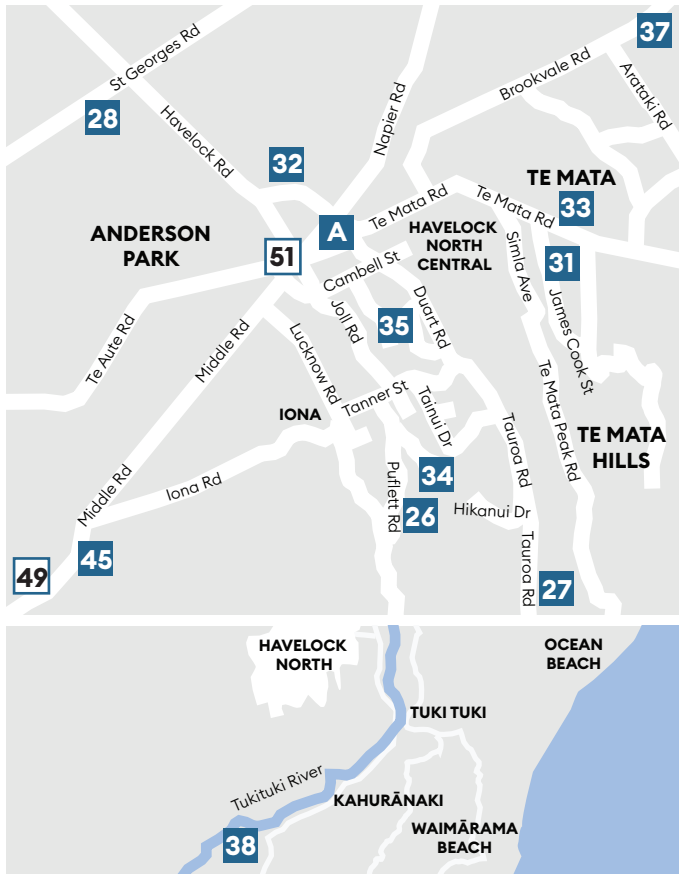 37
St Georges Rd
Brookvale Rd
Arataki Rd
28
Havelock Rd
Napier Rd
32
TE MATA
Te Mata Rd
Te Mata Rd
33
A
ANDERSON
PARK
HAVELOCK
NORTH
CENTRAL
51
Cambell St
Simla Ave
31
James Cook St
Joll Rd
35
Duart Rd
Te Aute Rd
Middle Rd
Lucknow Rd
Tanner St
IONA
Tainui Dr
Te Mata Peak Rd
TE MATA
HILLS
Tauroa Rd
Iona Rd
Middle Rd
Puflett Rd
34
26
Hikanui Dr
45
49
Tauroa Rd
27
HAVELOCK
NORTH
OCEAN
BEACH
TUKI TUKI
Tukituki River
KAHURĀNAKI
WAIMĀRAMA
BEACH
38